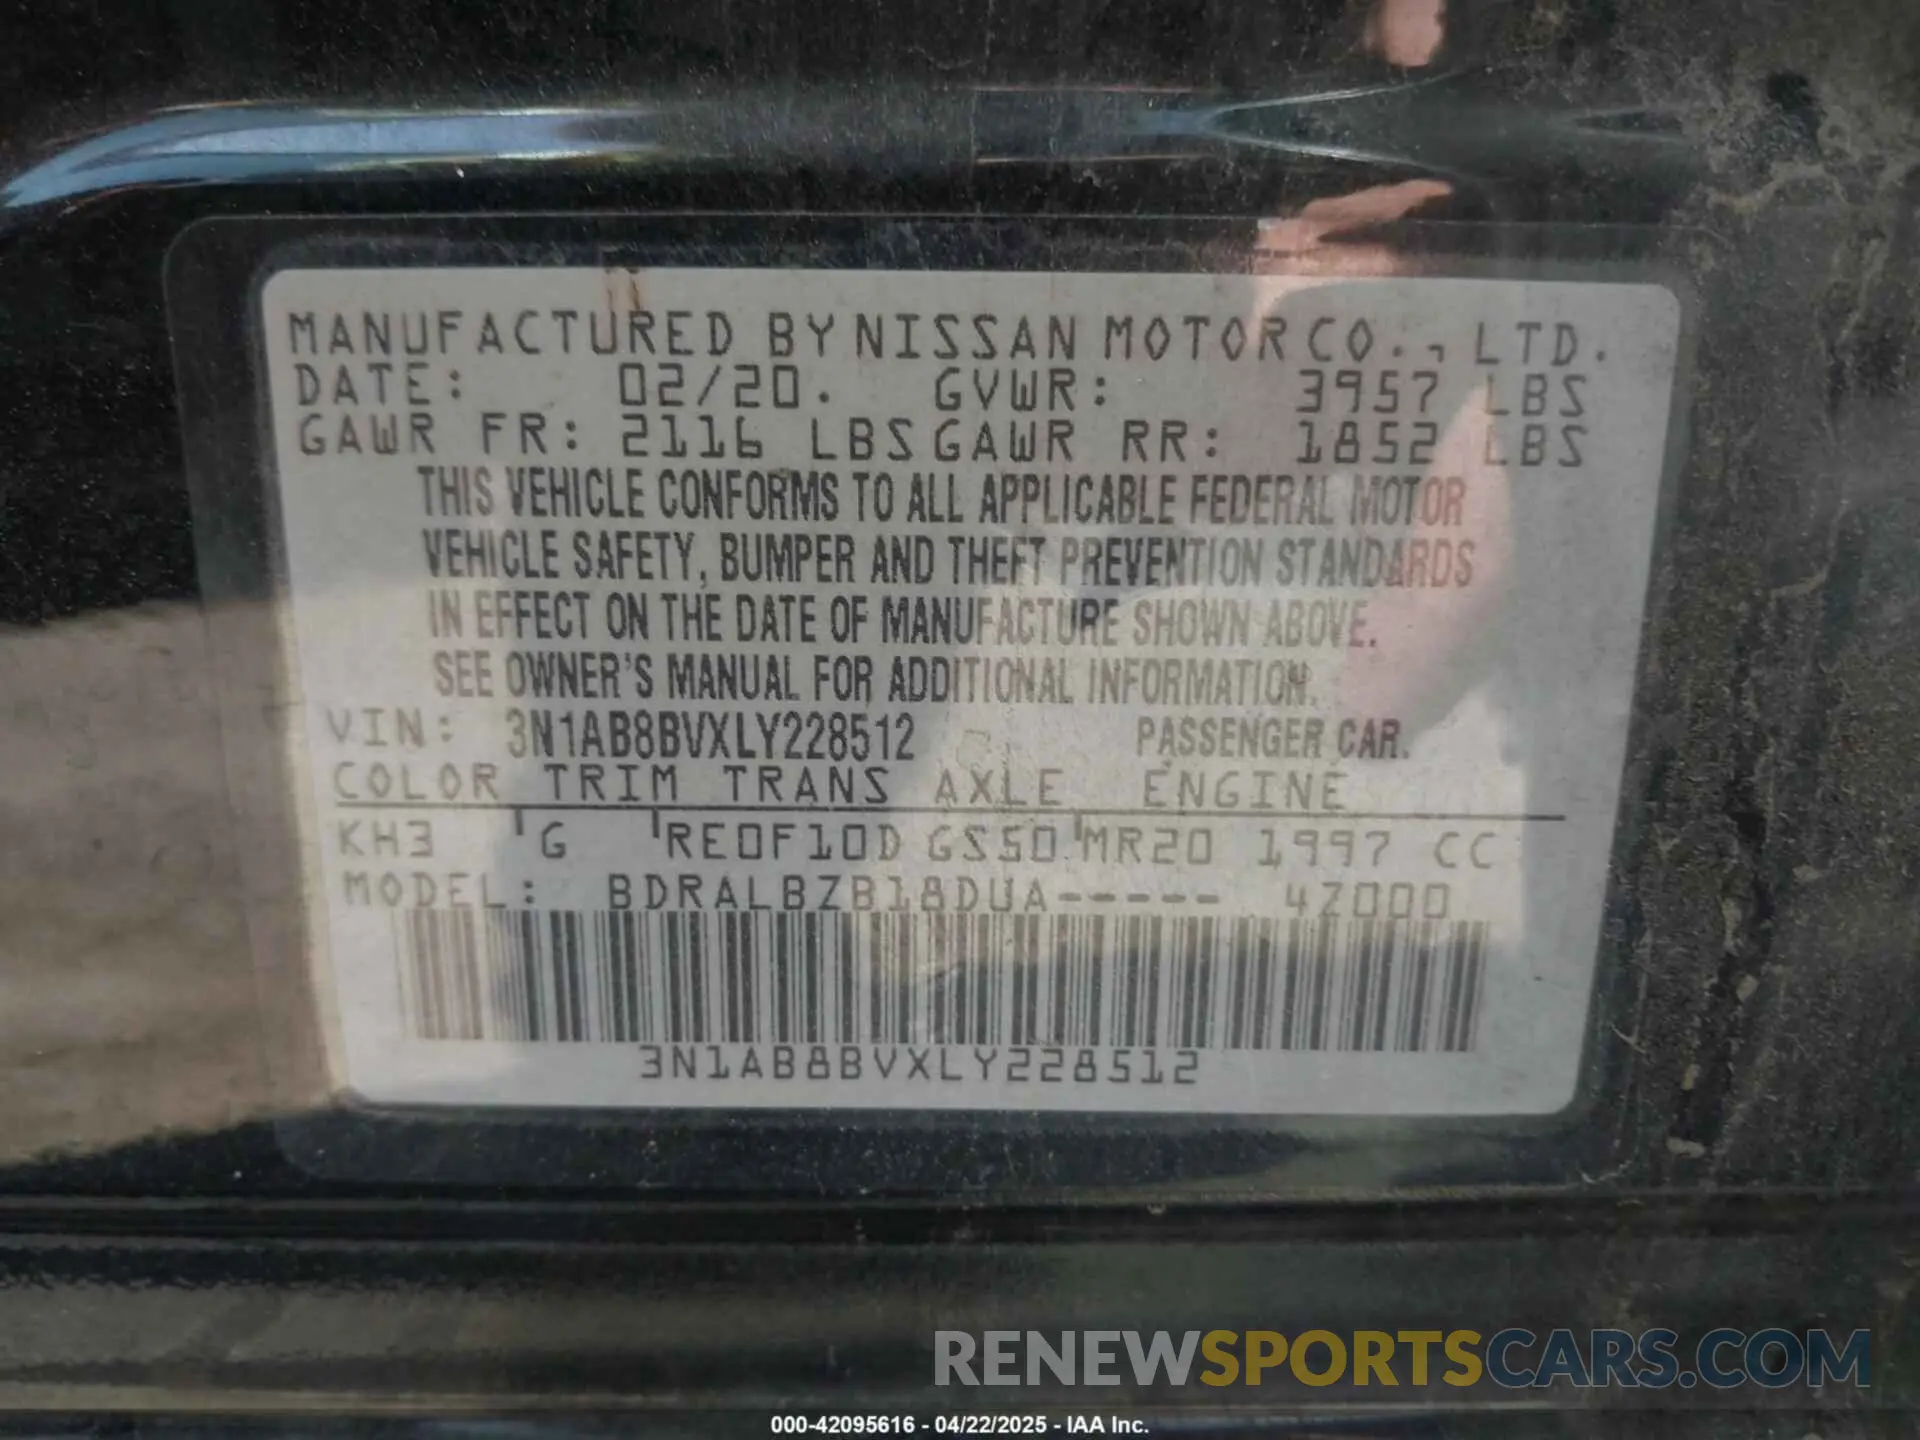 MANUFACTURED BY NISSAN MOTOR CO., LTD.
DATE: 02/20. GVWR: 3957 LBS
GAWR FR: 2116 LBS GAWR RR: 1852 LBS
THIS VEHICLE CONFORMS TO ALL APPLICABLE FEDERAL MOTOR
VEHICLE SAFETY, BUMPER AND THEFT PREVENTION STANDARDS
IN EFFECT ON THE DATE OF MANUFACTURE SHOWN ABOVE.
SEE OWNER'S MANUAL FOR ADDITIONAL INFORMATION.
VIN: 3N1AB8BVXLY228512 PASSENGER CAR.
COLOR TRIM TRANS AXLE ENGINE
KH3 G RE0F10D GS50 MR20 1997 CC
MODEL: BDRALBZB18DUA----- 4Z000
3N1AB8BVXLY228512
RENEWSPORTSCARS.COM
000-42095616 - 04/22/2025 - IAA Inc.